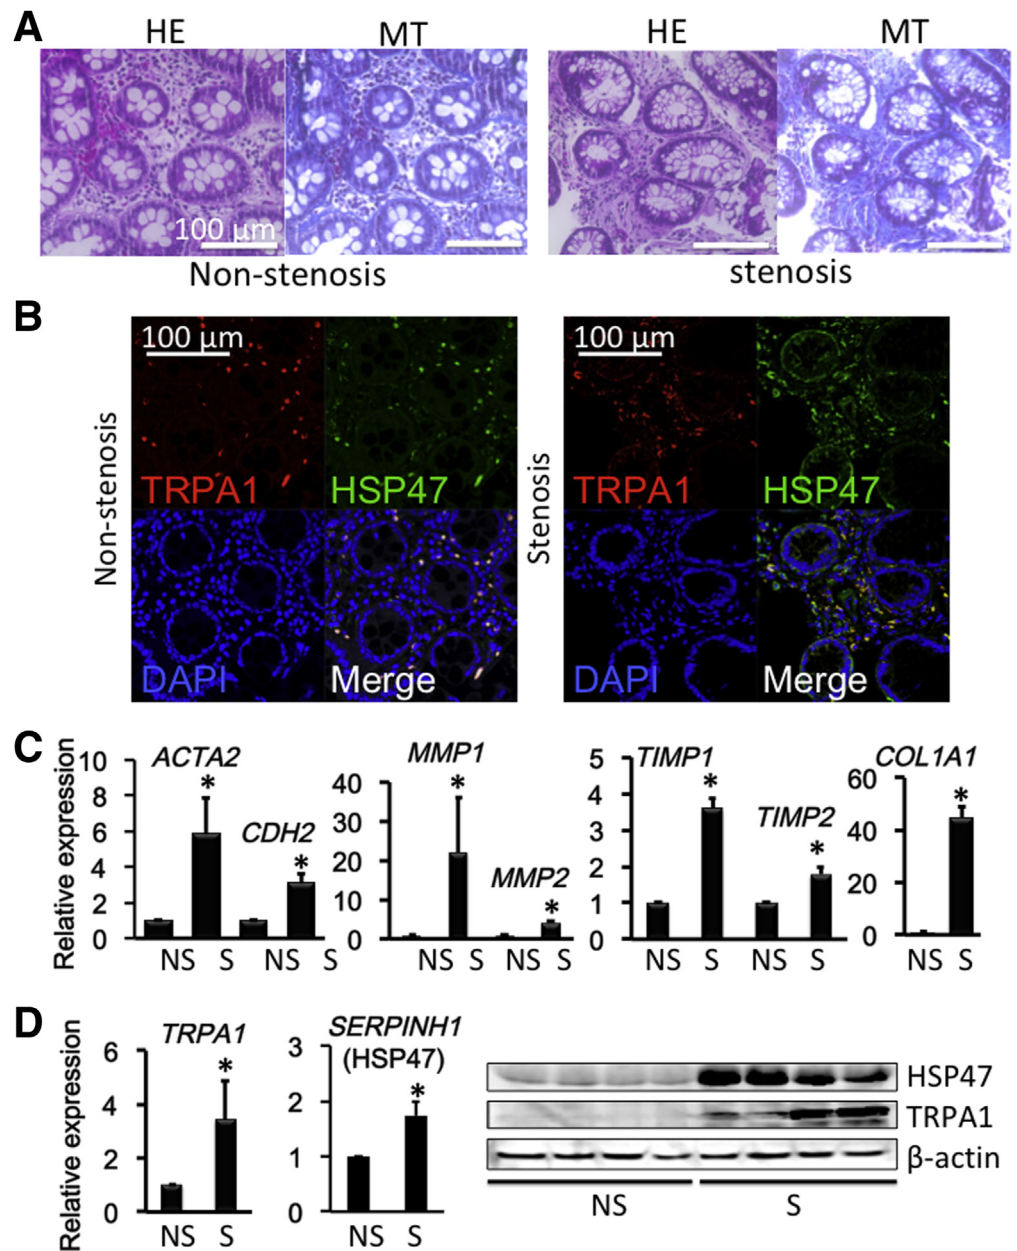 A
HE
MT
HE
MT
100 µm
Non-stenosis
stenosis
B
Non-stenosis
100 µm
TRPA1
HSP47
DAPI
Merge
Stenosis
100 µm
TRPA1
HSP47
DAPI
Merge
C
Relative expression
ACTA2
10
8
6
4
2
0
*
CDH2
*
NS S NS S
MMP1
40
30
20
10
0
*
MMP2
*
NS S NS S
TIMP1
5
4
3
2
1
0
*
TIMP2
*
NS S NS S
COL1A1
60
40
20
0
*
NS S
D
Relative expression
TRPA1
6
4
2
0
*
NS S
SERPINH1
(HSP47)
3
2
1
0
*
NS S
HSP47
TRPA1
β-actin
NS S